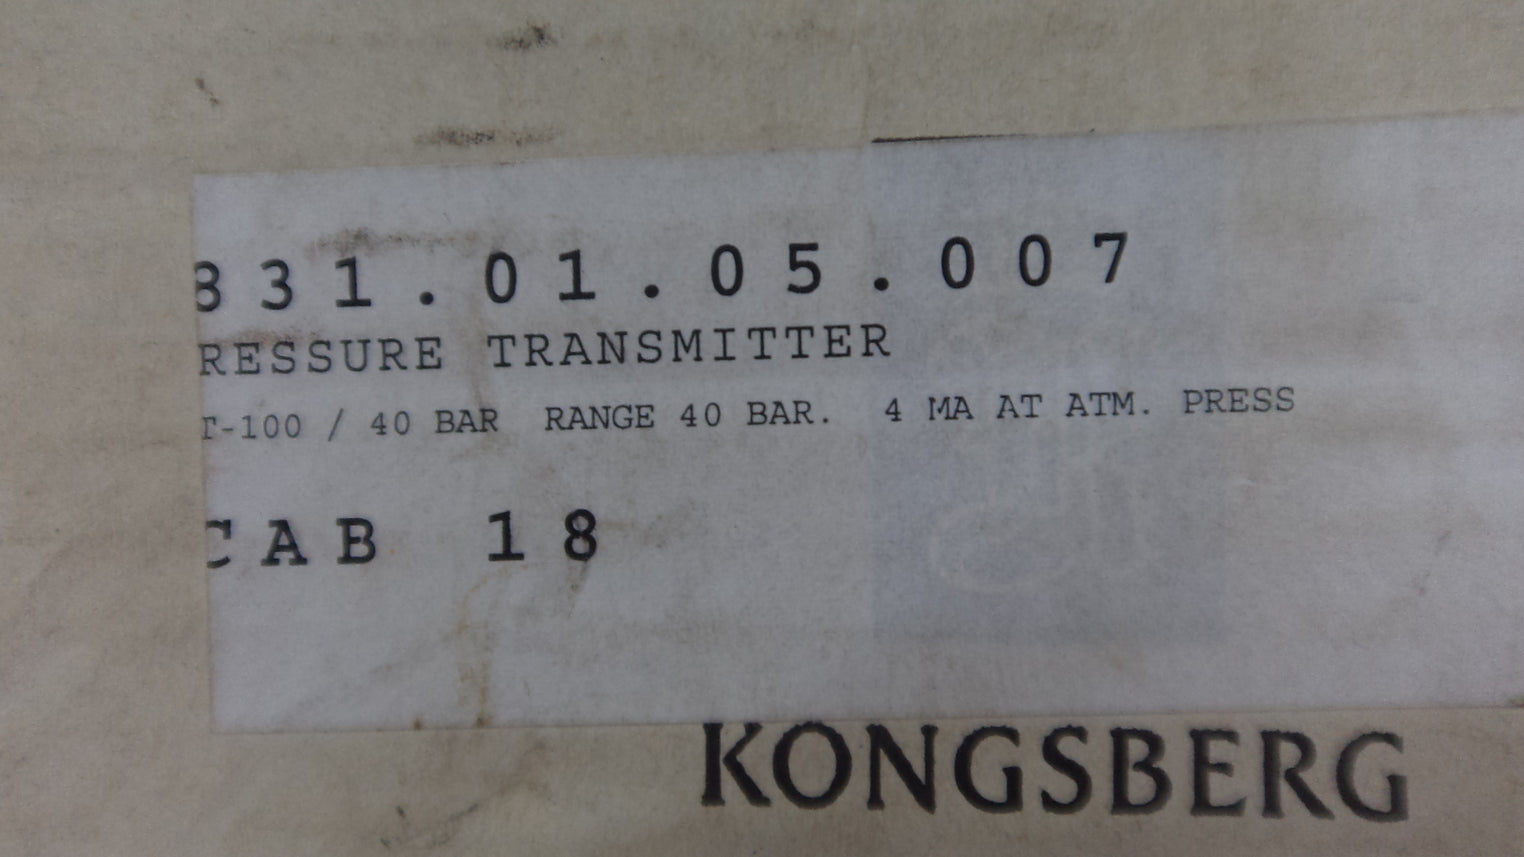 831.01.05.007
RESSURE TRANSMITTER
T-100 / 40 BAR RANGE 40 BAR. 4 MA AT ATM. PRESS
CAB 18
KONGSBERG